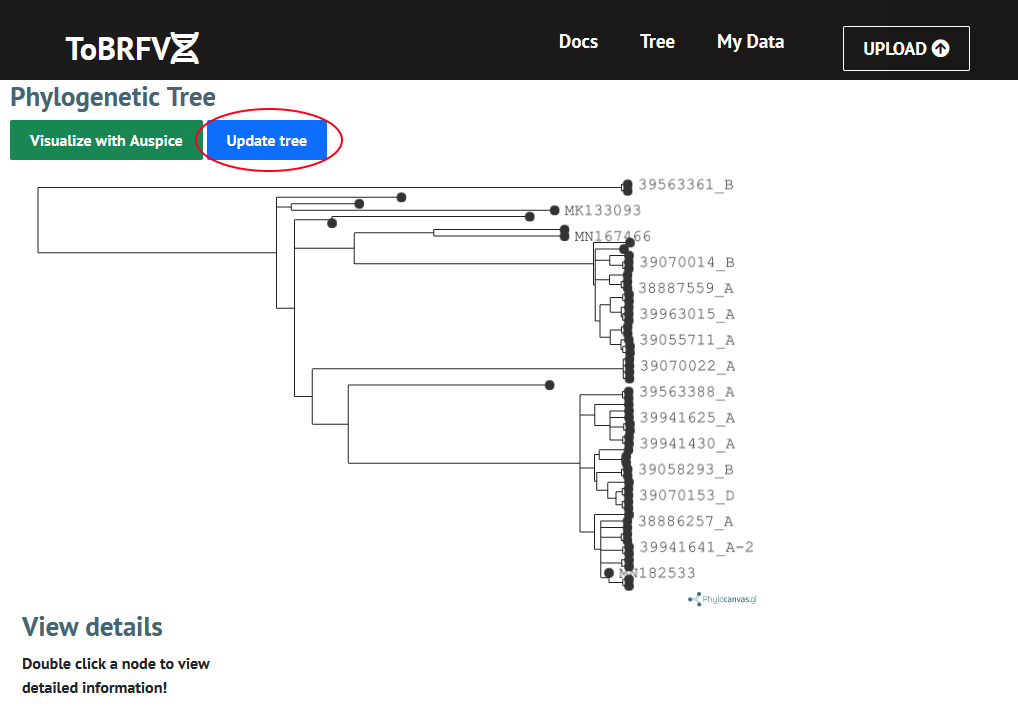 ToBRFV
Docs
Tree
My Data
UPLOAD
Phylogenetic Tree
Visualize with Auspice
Update tree
39563361_B
MK133093
MN167466
39070014_B
38887559_A
39963015_A
39055711_A
39070022_A
39563388_A
39941625_A
39941430_A
39058293_B
39070153_D
38886257_A
39941641_A-2
MN182533
Phylocanvas.gl
View details
Double click a node to view
detailed information!